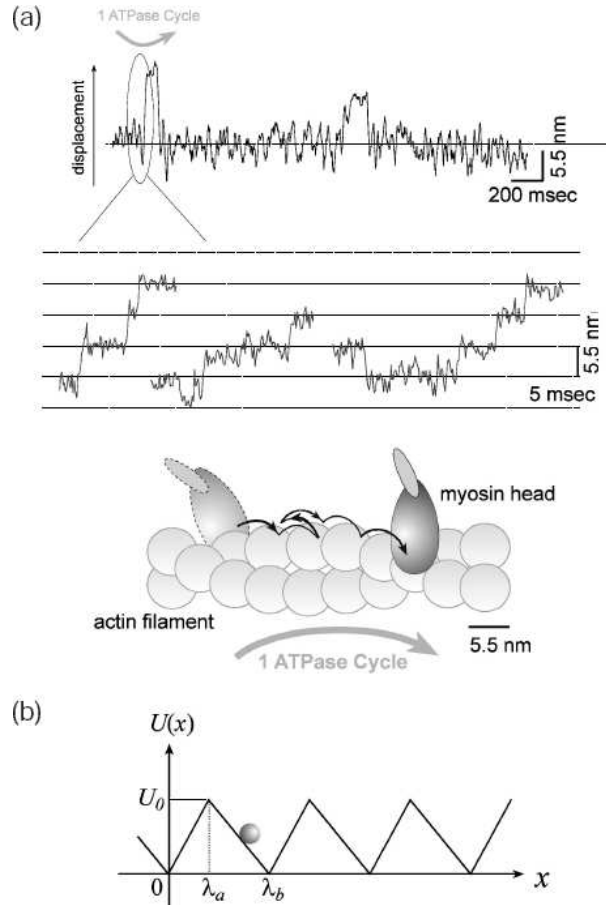 (a)
1 ATPase Cycle
displacement
5.5 nm
200 msec
5.5 nm
5 msec
myosin head
actin filament
5.5 nm
1 ATPase Cycle
(b)
U(x)
U₀
0
λₐ
λ_b
x